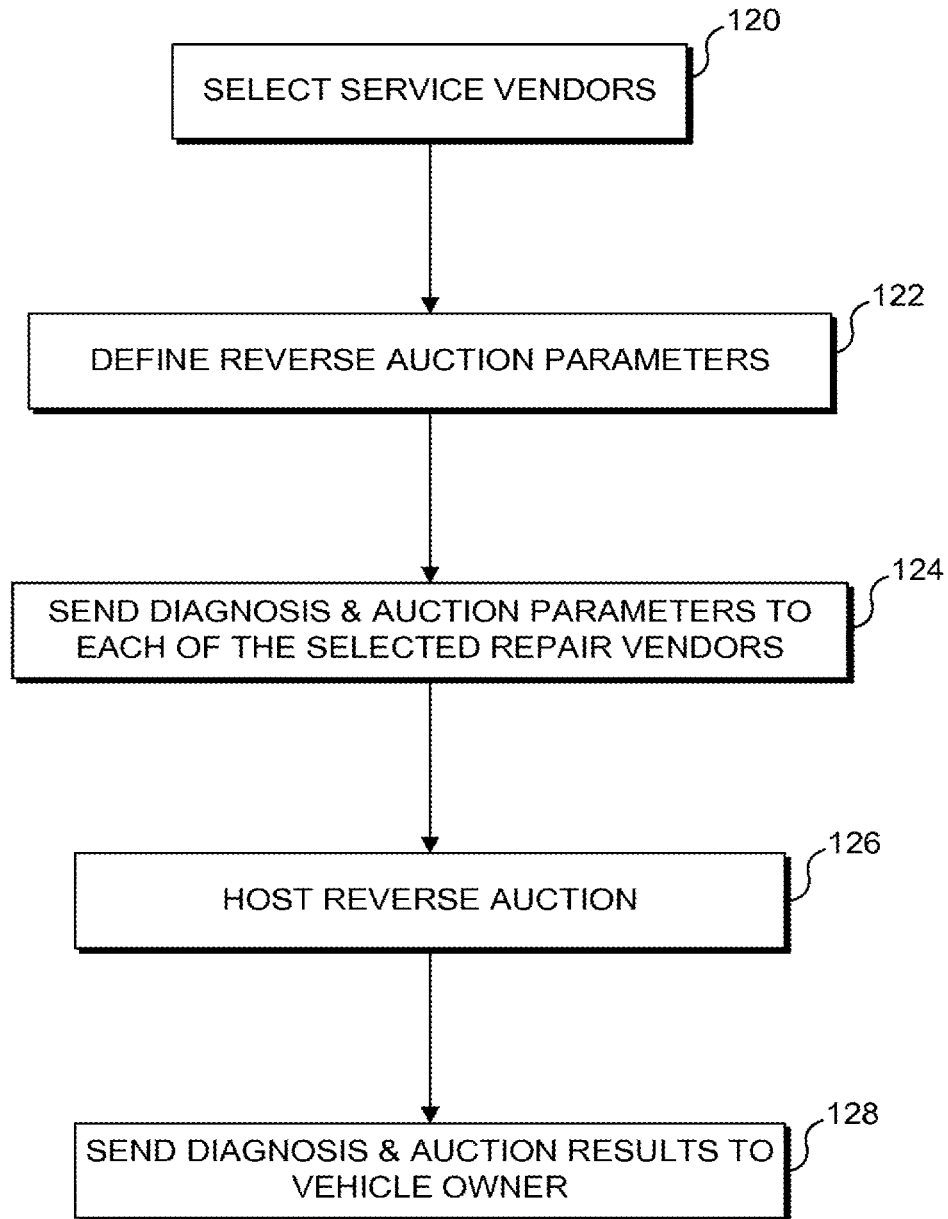 120
SELECT SERVICE VENDORS
122
DEFINE REVERSE AUCTION PARAMETERS
124
SEND DIAGNOSIS & AUCTION PARAMETERS TO
EACH OF THE SELECTED REPAIR VENDORS
126
HOST REVERSE AUCTION
128
SEND DIAGNOSIS & AUCTION RESULTS TO
VEHICLE OWNER